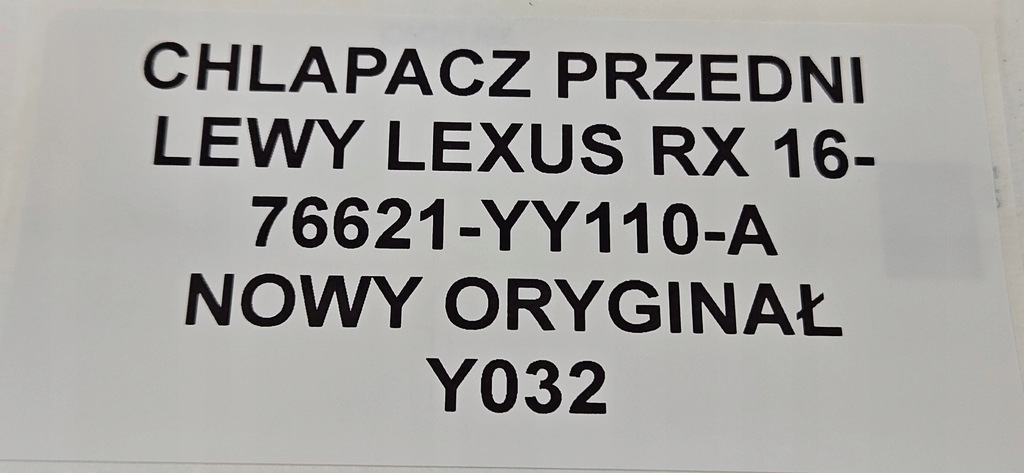 CHLAPACZ PRZEDNI
LEWY LEXUS RX 16-
76621-YY110-A
NOWY ORYGINAŁ
Y032